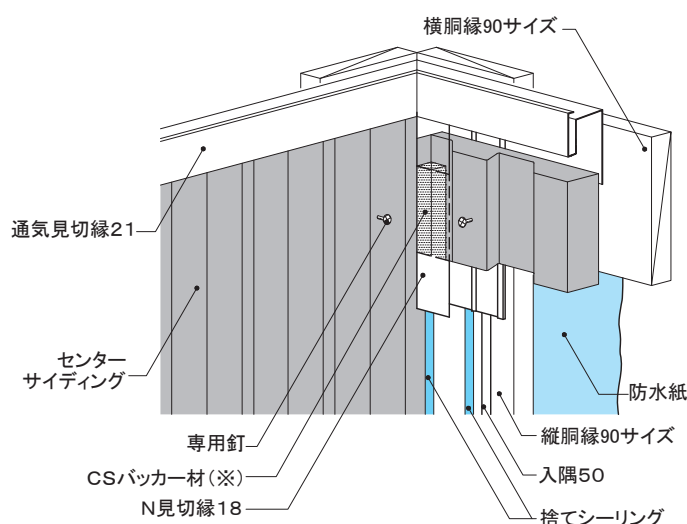 横胴縁90サイズ
通気見切縁21
センター
サイディング
専用釘
CSバッカー材(※)
N見切縁18
防水紙
縦胴縁90サイズ
入隅50
捨てシーリング